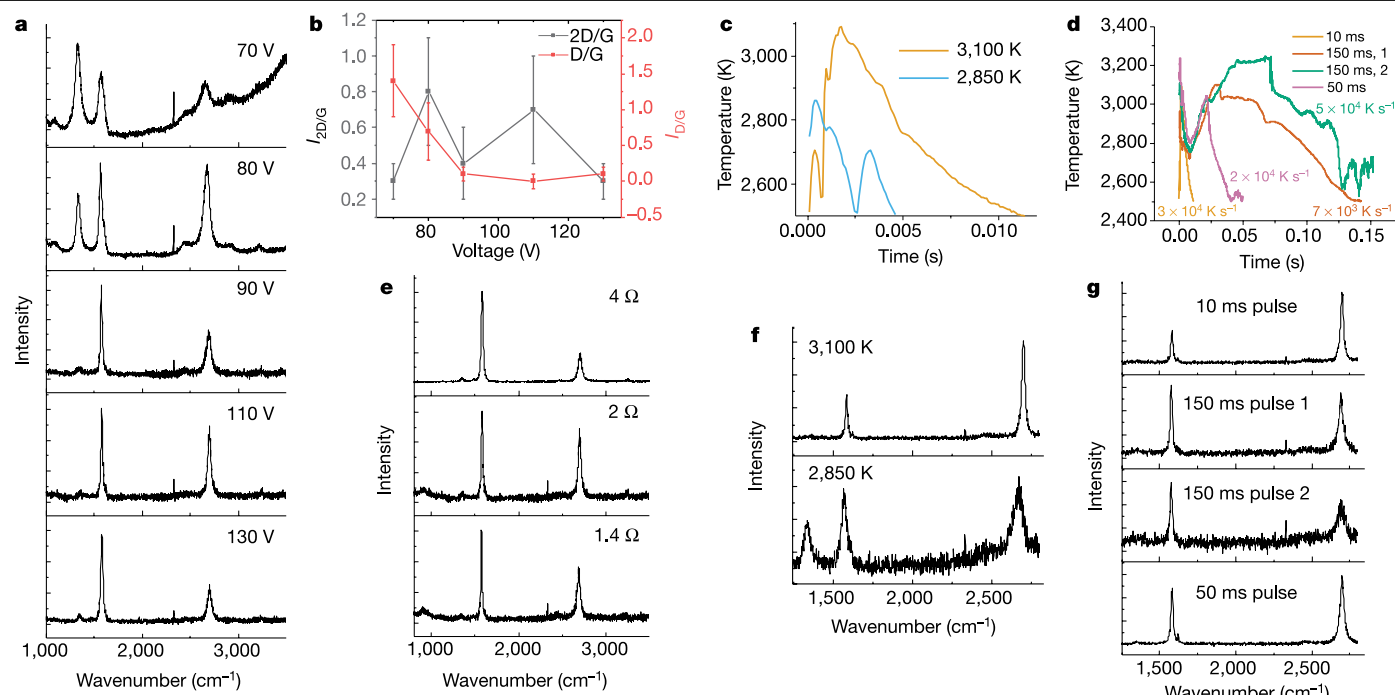 a
70 V
80 V
90 V
110 V
130 V
Intensity
1,000 2,000 3,000
Wavenumber (cm–1)
b
2D/G
D/G
1.2
1.0
0.8
0.6
0.4
0.2
I2D/G
2.0
1.5
1.0
0.5
0.0
–0.5
ID/G
80 100 120
Voltage (V)
c
3,100 K
2,850 K
3,000
2,800
2,600
Temperature (K)
0.000 0.005 0.010
Time (s)
d
10 ms
150 ms, 1
150 ms, 2
50 ms
3,400
3,200
3,000
2,800
2,600
2,400
Temperature (K)
5 × 10⁴ K s⁻¹
2 × 10⁴ K s⁻¹
3 × 10⁴ K s⁻¹
7 × 10³ K s⁻¹
0.00 0.05 0.10 0.15
Time (s)
e
4 Ω
2 Ω
1.4 Ω
1,000 2,000 3,000
Wavenumber (cm–1)
f
3,100 K
2,850 K
Intensity
1,500 2,000 2,500
Wavenumber (cm–1)
g
10 ms pulse
150 ms pulse 1
150 ms pulse 2
50 ms pulse
Intensity
1,500 2,000 2,500
Wavenumber (cm–1)